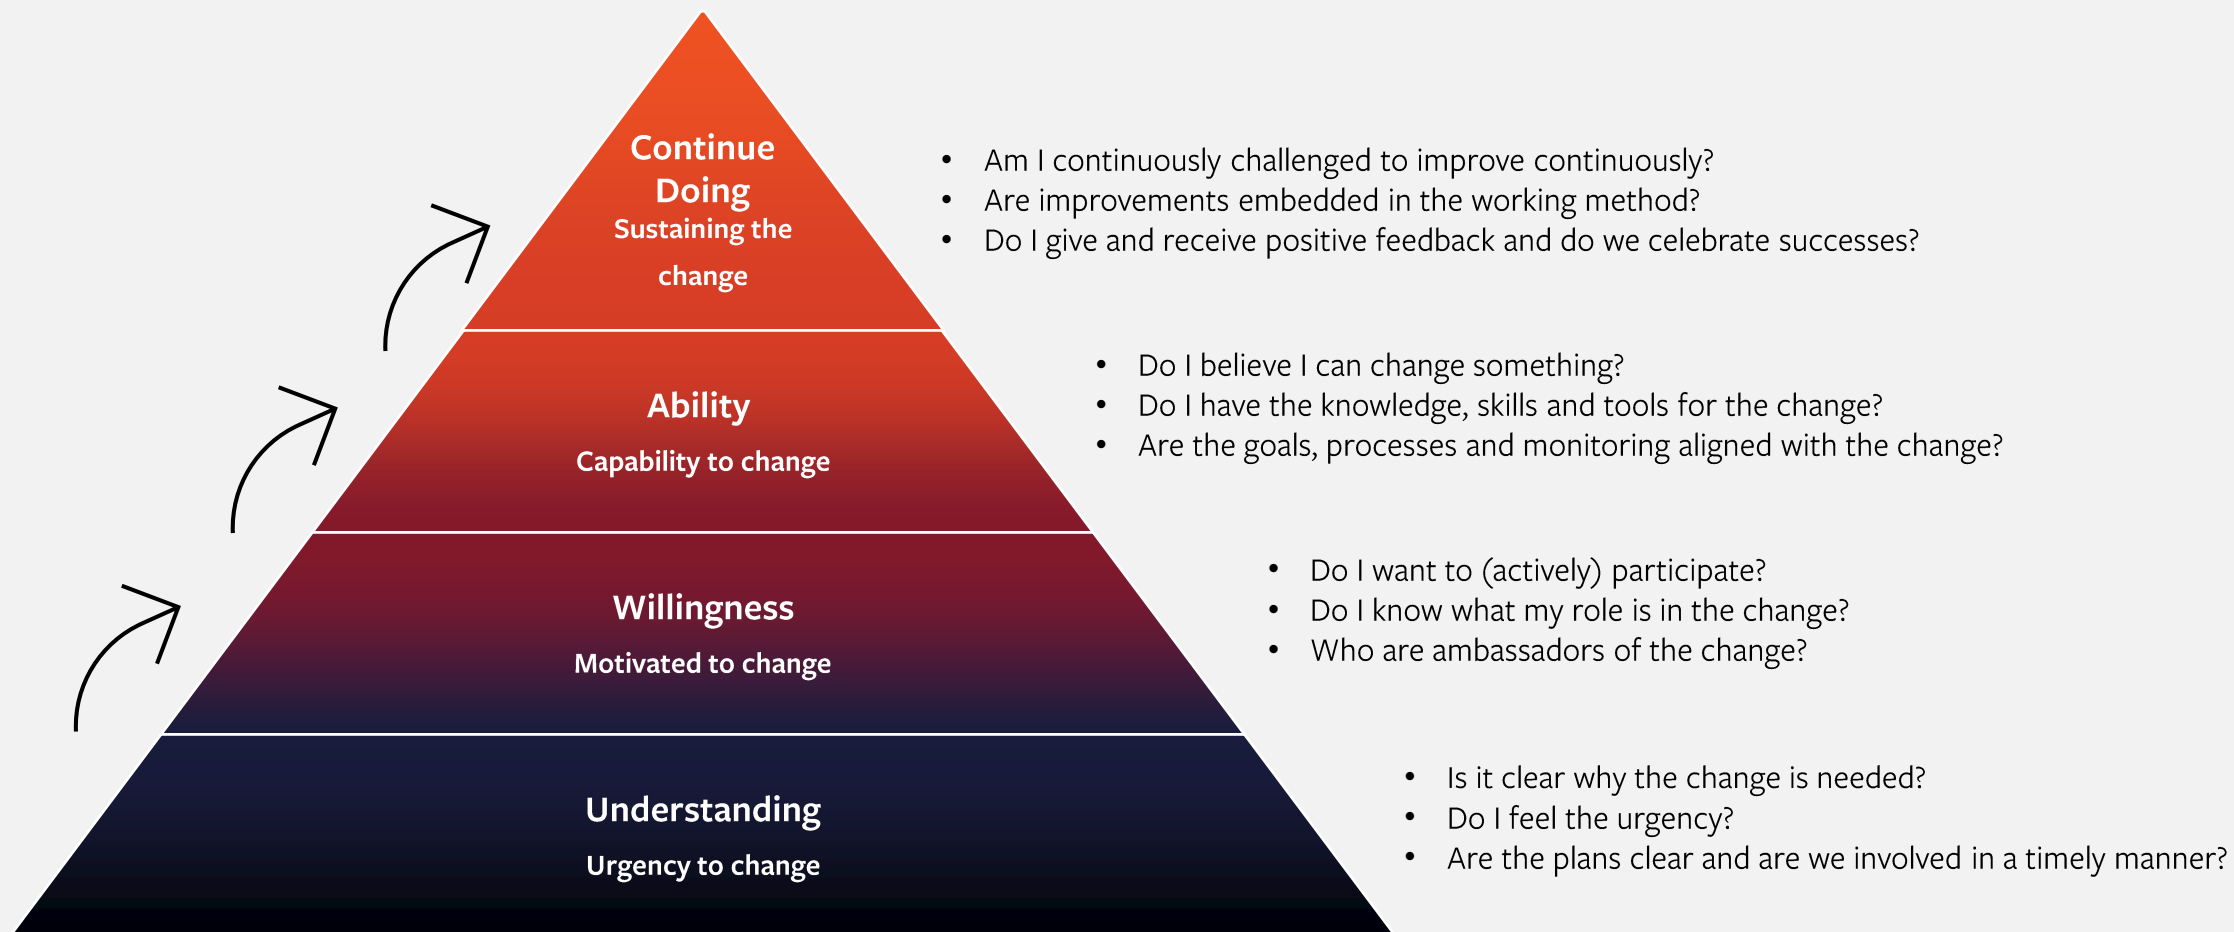 Continue
Doing
Sustaining the
change
• Am I continuously challenged to improve continuously?
• Are improvements embedded in the working method?
• Do I give and receive positive feedback and do we celebrate successes?
Ability
Capability to change
• Do I believe I can change something?
• Do I have the knowledge, skills and tools for the change?
• Are the goals, processes and monitoring aligned with the change?
Willingness
Motivated to change
• Do I want to (actively) participate?
• Do I know what my role is in the change?
• Who are ambassadors of the change?
Understanding
Urgency to change
• Is it clear why the change is needed?
• Do I feel the urgency?
• Are the plans clear and are we involved in a timely manner?